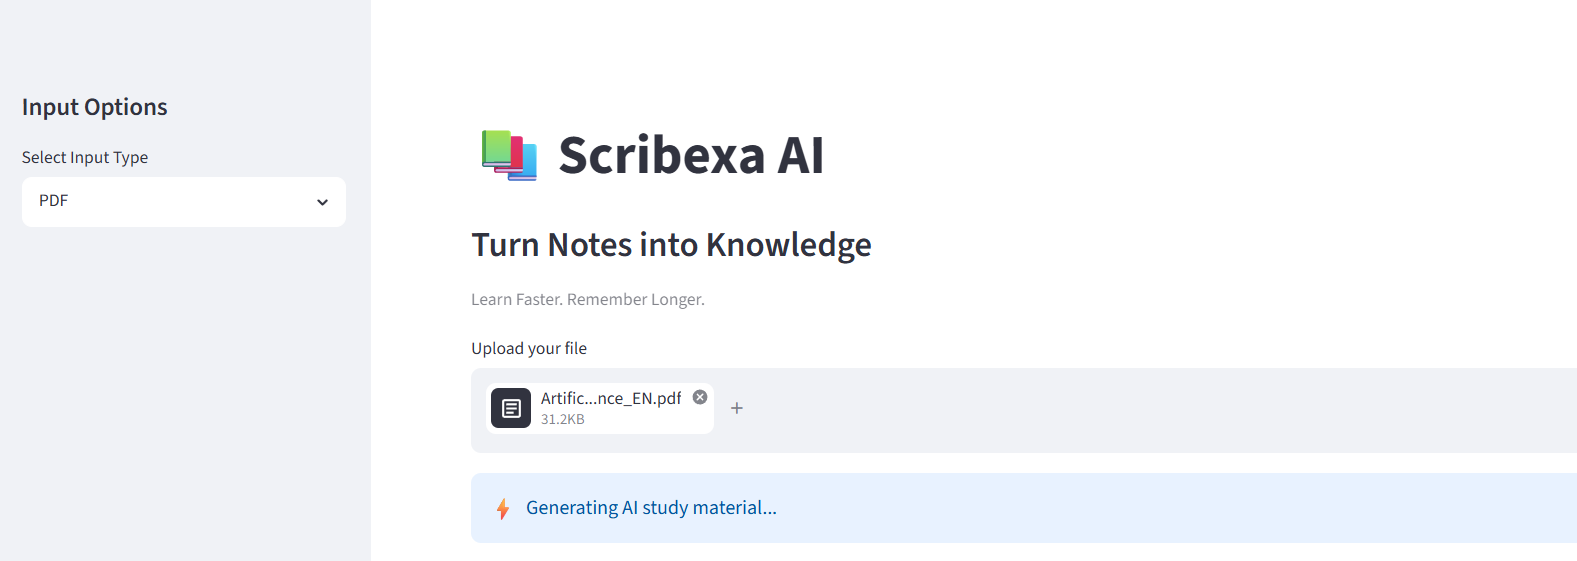 Input Options
Select Input Type
PDF
Scribexa AI
Turn Notes into Knowledge
Learn Faster. Remember Longer.
Upload your file
Artific...nce_EN.pdf
31.2KB
Generating AI study material...